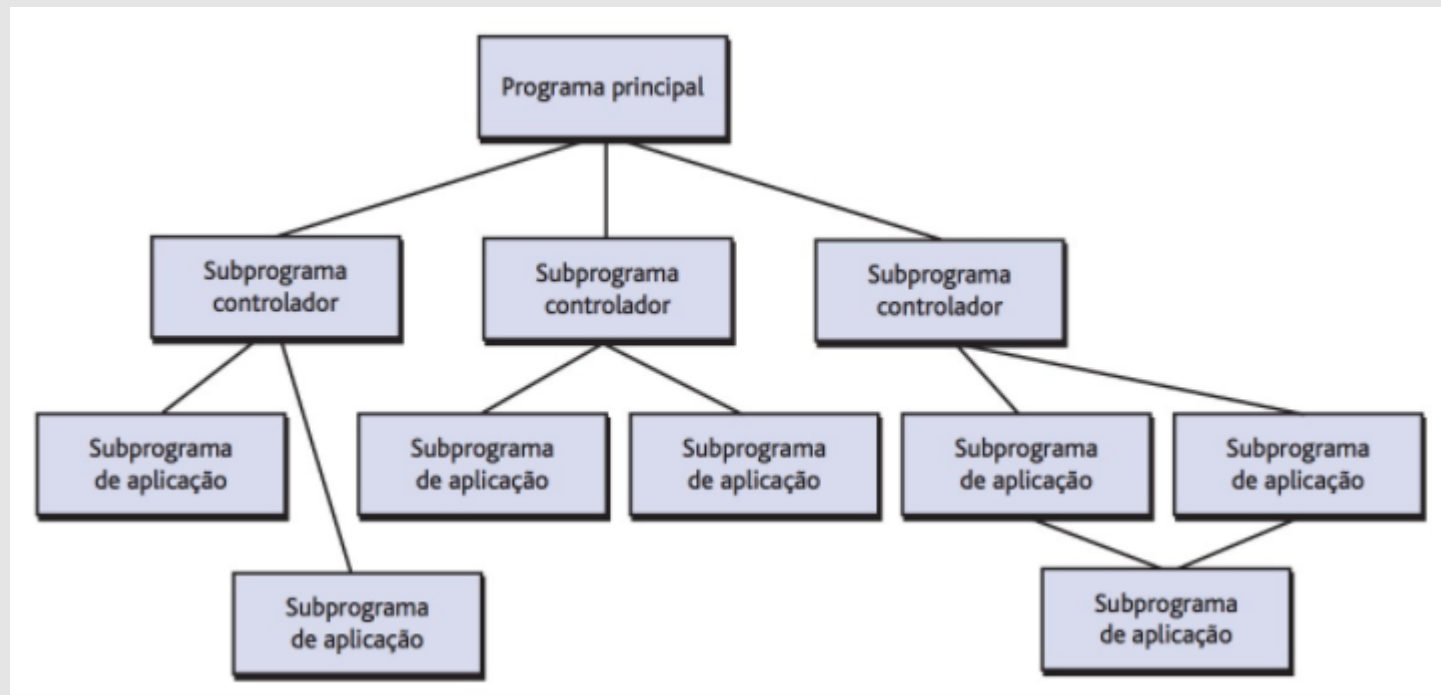 Programa principal
Subprograma
controlador
Subprograma
controlador
Subprograma
controlador
Subprograma
de aplicação
Subprograma
de aplicação
Subprograma
de aplicação
Subprograma
de aplicação
Subprograma
de aplicação
Subprograma
de aplicação
Subprograma
de aplicação